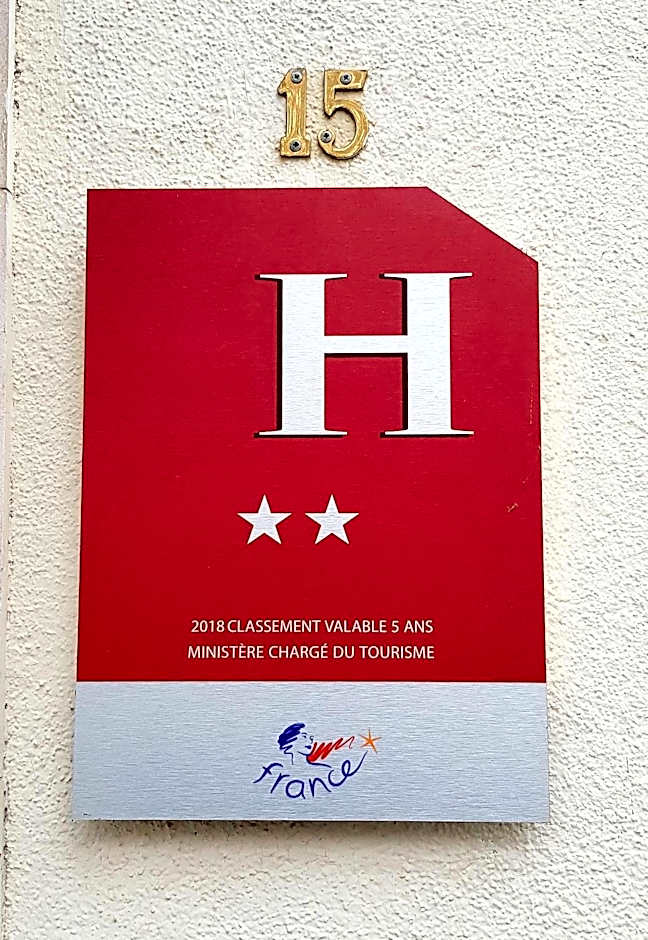 15
H
2018 CLASSEMENT VALABLE 5 ANS
MINISTÈRE CHARGÉ DU TOURISME
france